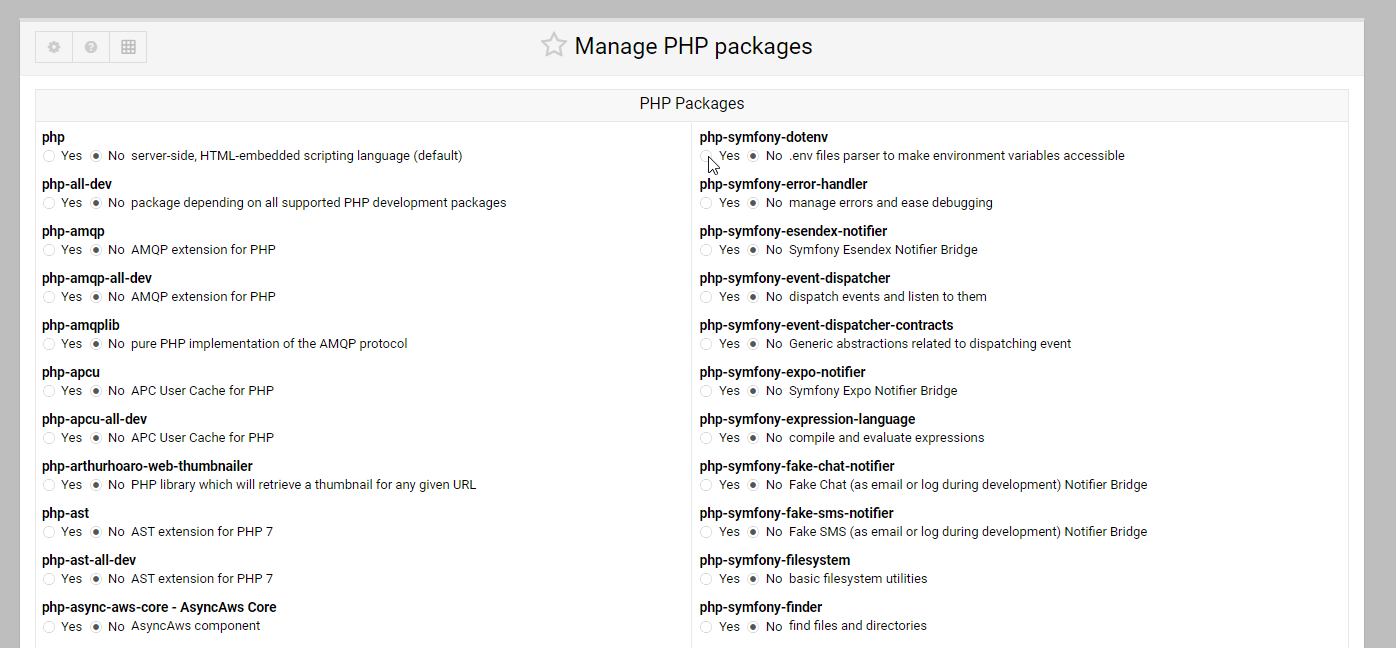 Manage PHP packages
PHP Packages
php
Yes No server-side, HTML-embedded scripting language (default)
php-all-dev
Yes No package depending on all supported PHP development packages
php-amqp
Yes No AMQP extension for PHP
php-amqp-all-dev
Yes No AMQP extension for PHP
php-amqplib
Yes No pure PHP implementation of the AMQP protocol
php-apcu
Yes No APC User Cache for PHP
php-apcu-all-dev
Yes No APC User Cache for PHP
php-arthurhoaro-web-thumbnailer
Yes No PHP library which will retrieve a thumbnail for any given URL
php-ast
Yes No AST extension for PHP 7
php-ast-all-dev
Yes No AST extension for PHP 7
php-async-aws-core - AsyncAws Core
Yes No AsyncAws component
php-symfony-dotenv
Yes No .env files parser to make environment variables accessible
php-symfony-error-handler
Yes No manage errors and ease debugging
php-symfony-esendex-notifier
Yes No Symfony Esendex Notifier Bridge
php-symfony-event-dispatcher
Yes No dispatch events and listen to them
php-symfony-event-dispatcher-contracts
Yes No Generic abstractions related to dispatching event
php-symfony-expo-notifier
Yes No Symfony Expo Notifier Bridge
php-symfony-expression-language
Yes No compile and evaluate expressions
php-symfony-fake-chat-notifier
Yes No Fake Chat (as email or log during development) Notifier Bridge
php-symfony-fake-sms-notifier
Yes No Fake SMS (as email or log during development) Notifier Bridge
php-symfony-filesystem
Yes No basic filesystem utilities
php-symfony-finder
Yes No find files and directories